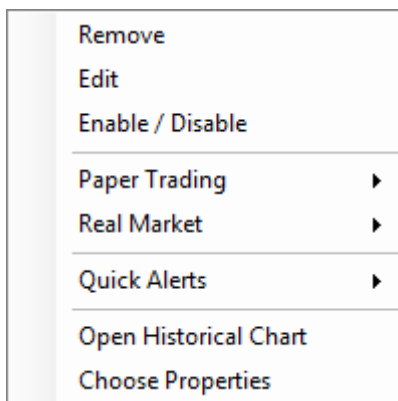 Remove
Edit
Enable / Disable
Paper Trading
Real Market
Quick Alerts
Open Historical Chart
Choose Properties